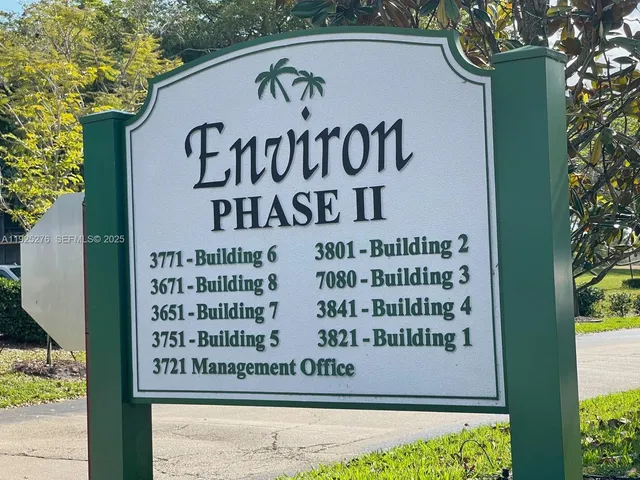 Environ
PHASE II
3771 - Building 6 3801 - Building 2
3671 - Building 8 7080 - Building 3
3651 - Building 7 3841 - Building 4
3751 - Building 5 3821 - Building 1
3721 Management Office
A11925276 SEFMLS© 2025